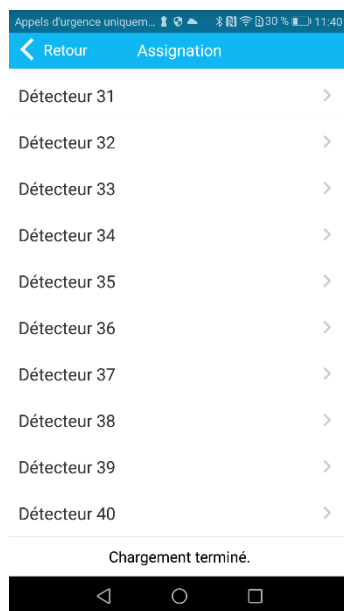 Appels d'urgence uniquem... 30 % 11:40
Retour Assignation
Détecteur 31
Détecteur 32
Détecteur 33
Détecteur 34
Détecteur 35
Détecteur 36
Détecteur 37
Détecteur 38
Détecteur 39
Détecteur 40
Chargement terminé.